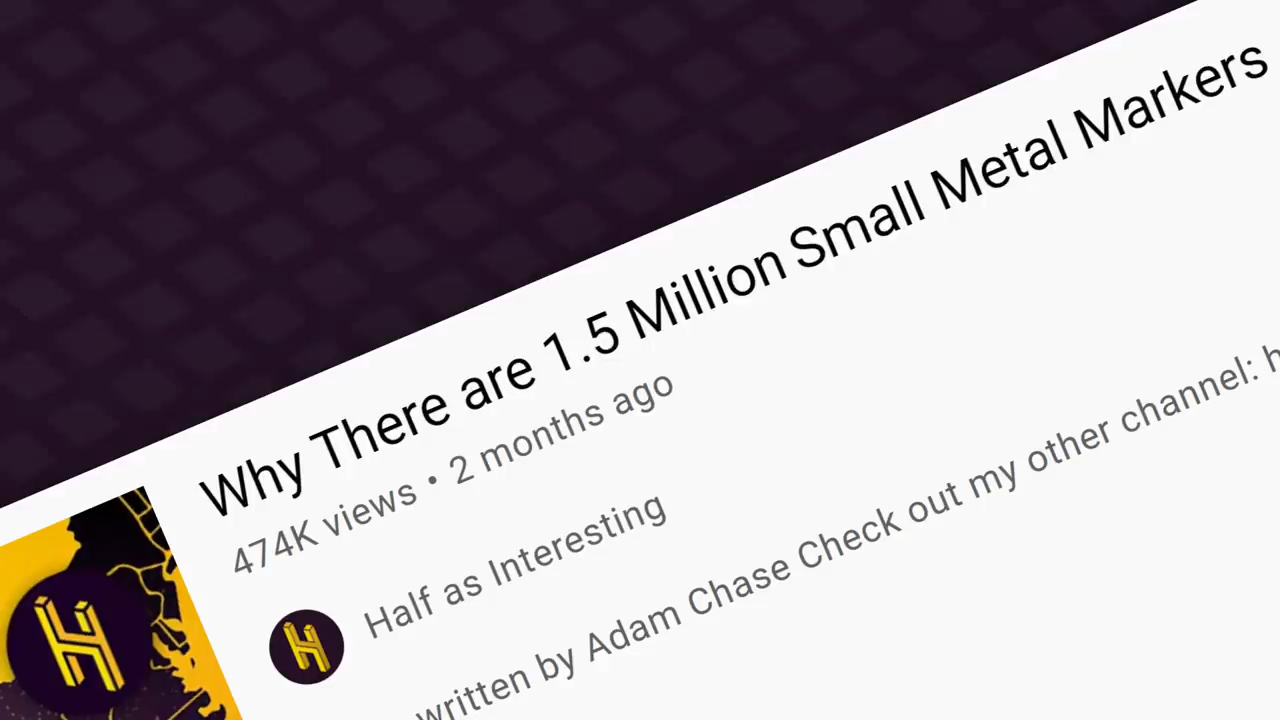 Why There are 1.5 Million Small Metal Markers
474K views • 2 months ago
Half as Interesting
written by Adam Chase Check out my other channel: h